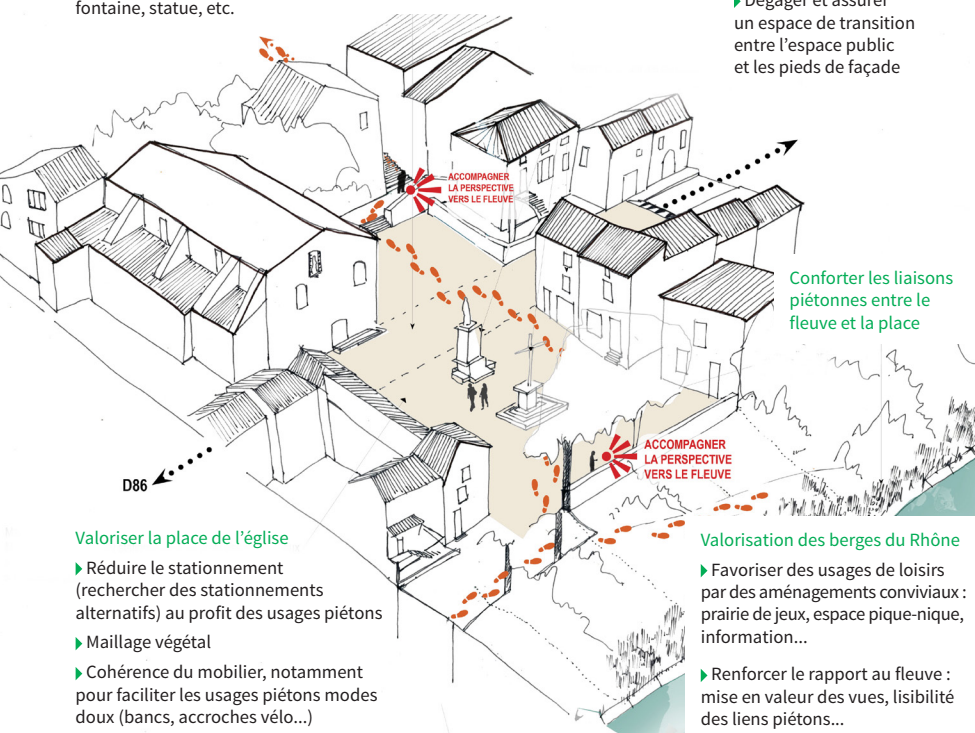 fontaine, statue, etc.
▸ Dégager et assurer
un espace de transition
entre l'espace public
et les pieds de façade
ACCOMPAGNER
LA PERSPECTIVE
VERS LE FLEUVE
Conforter les liaisons
piétonnes entre le
fleuve et la place
ACCOMPAGNER
LA PERSPECTIVE
VERS LE FLEUVE
D86
Valoriser la place de l'église
▸ Réduire le stationnement
(rechercher des stationnements
alternatifs) au profit des usages piétons
▸ Maillage végétal
▸ Cohérence du mobilier, notamment
pour faciliter les usages piétons modes
doux (bancs, accroches vélo...)
Valorisation des berges du Rhône
▸ Favoriser des usages de loisirs
par des aménagements conviviaux :
prairie de jeux, espace pique-nique,
information...
▸ Renforcer le rapport au fleuve :
mise en valeur des vues, lisibilité
des liens piétons...